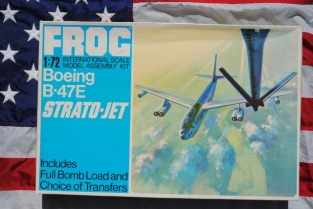 FROG
1:72 INTERNATIONAL SCALE
MODEL ASSEMBLY KIT
Boeing
B-47E
STRATO-JET
Includes
Full Bomb Load and
Choice of Transfers